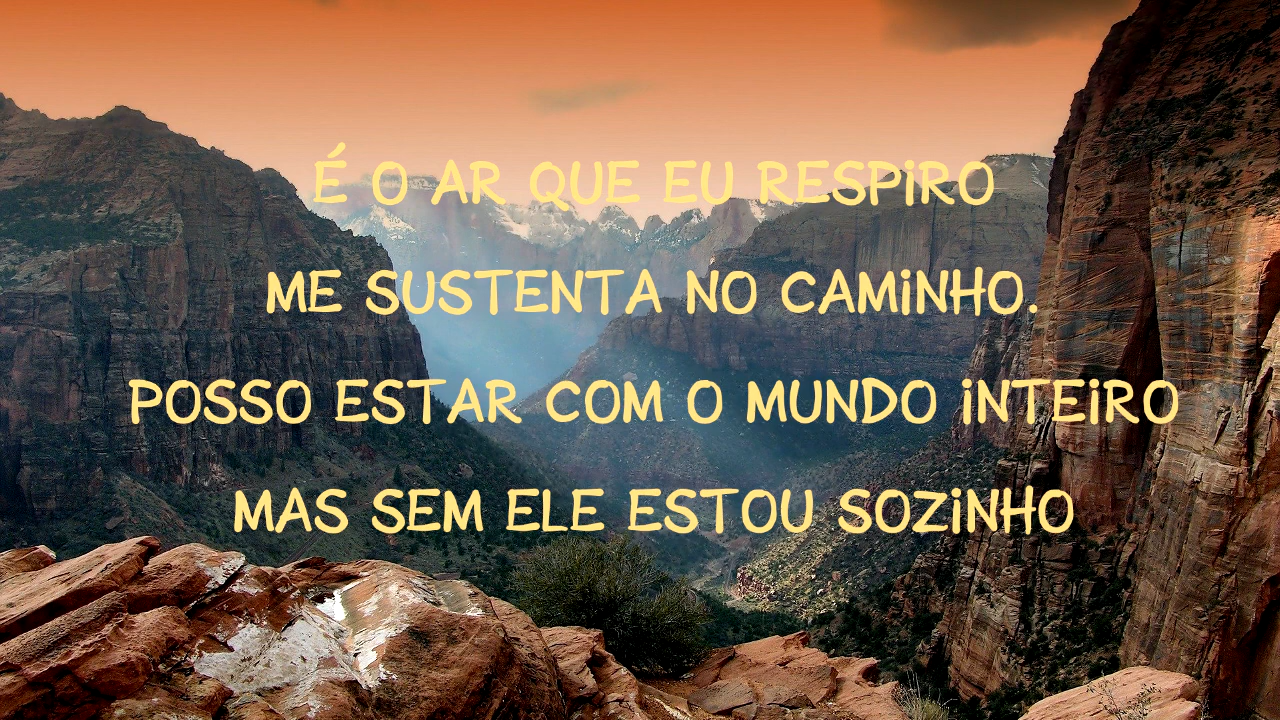 É O AR QUE EU RESPIRO
ME SUSTENTA NO CAMINHO.
POSSO ESTAR COM O MUNDO INTEIRO
MAS SEM ELE ESTOU SOZINHO